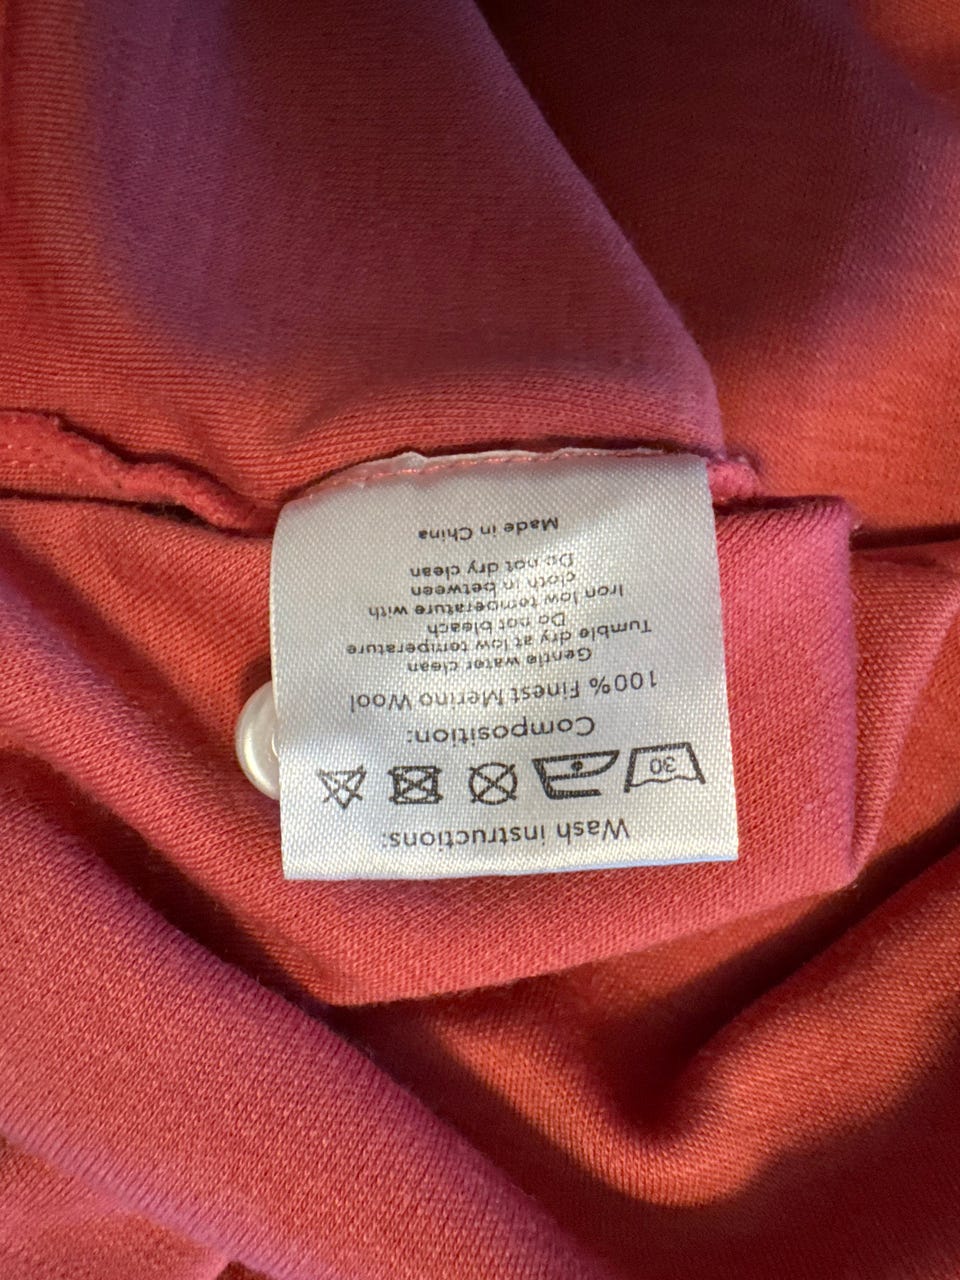 Wash instructions:
30
Composition:
100% Finest Merino Wool
Gentle water clean
Tumble dry at low temperature
Do not bleach
Iron low temperature with
cloth in between
Do not dry clean
Made in China